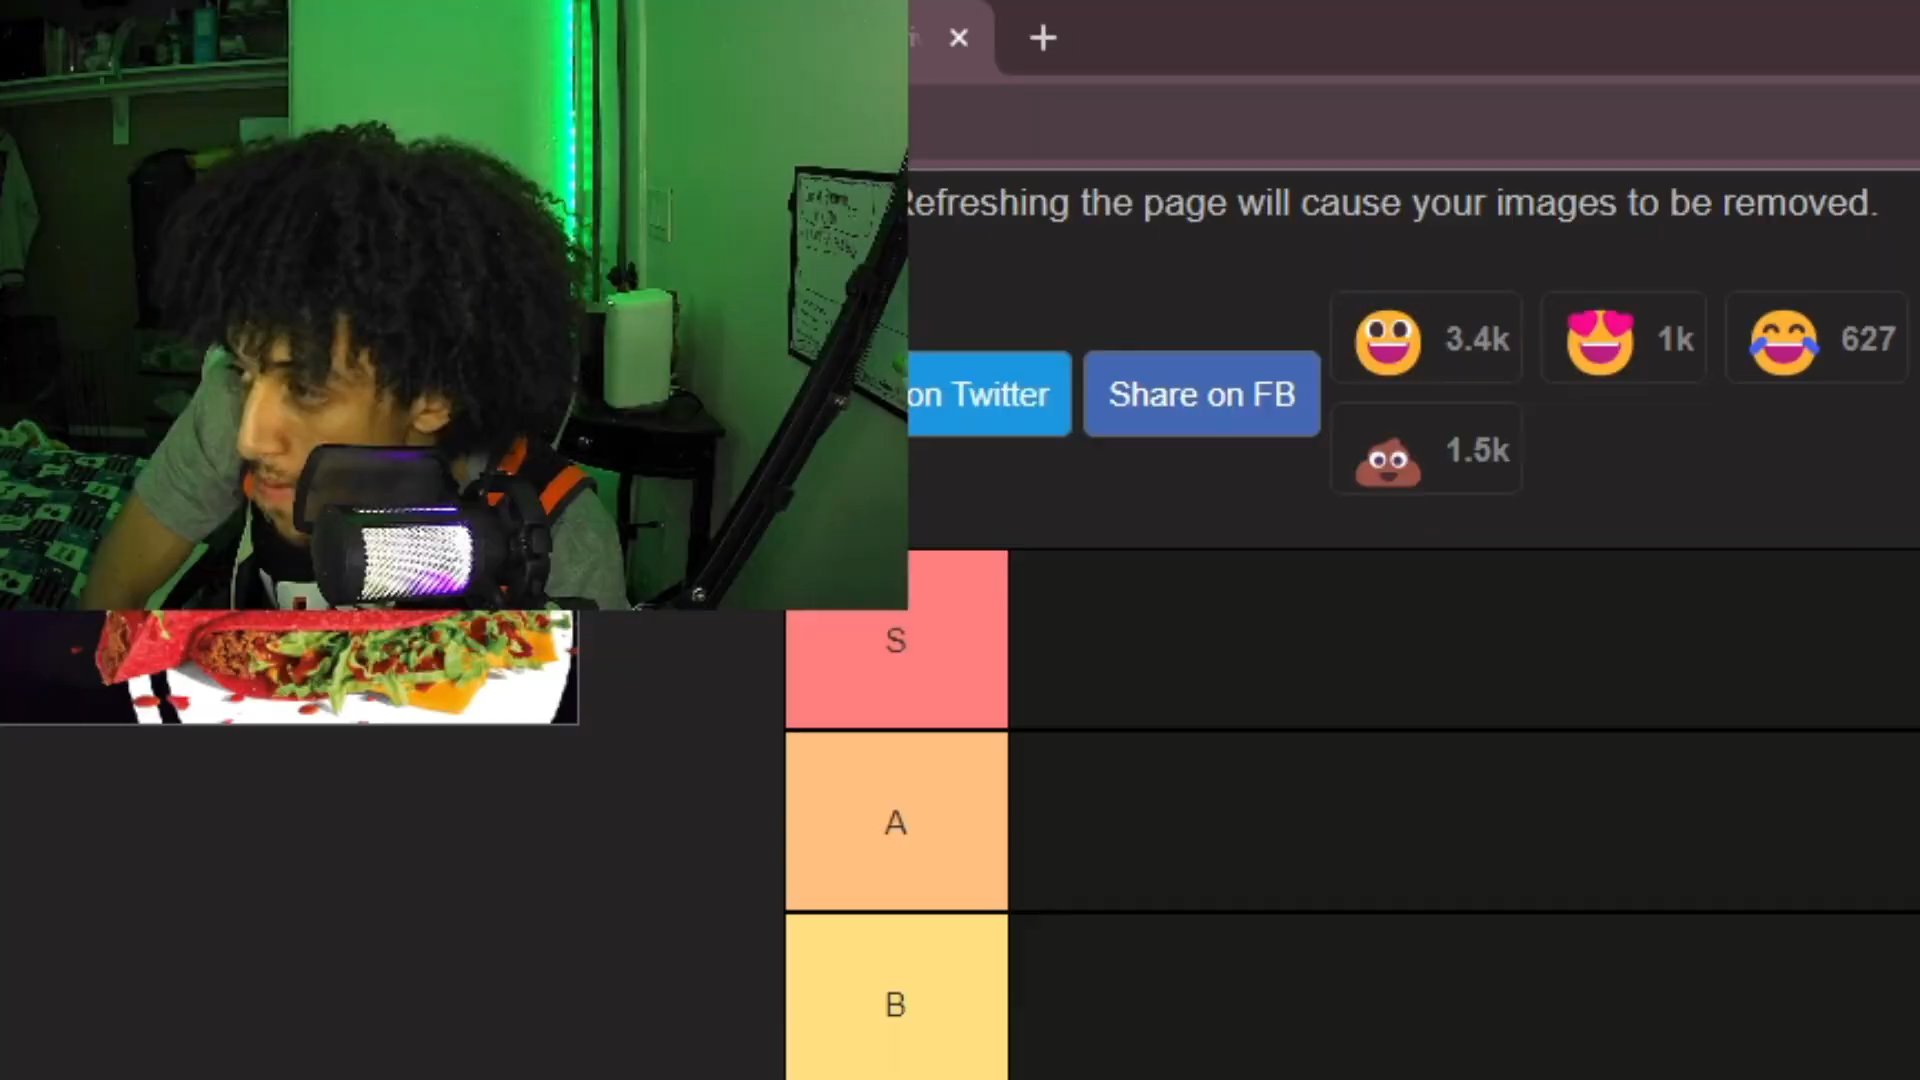 Refreshing the page will cause your images to be removed.
3.4k
1k
627
on Twitter
Share on FB
1.5k
S
A
B